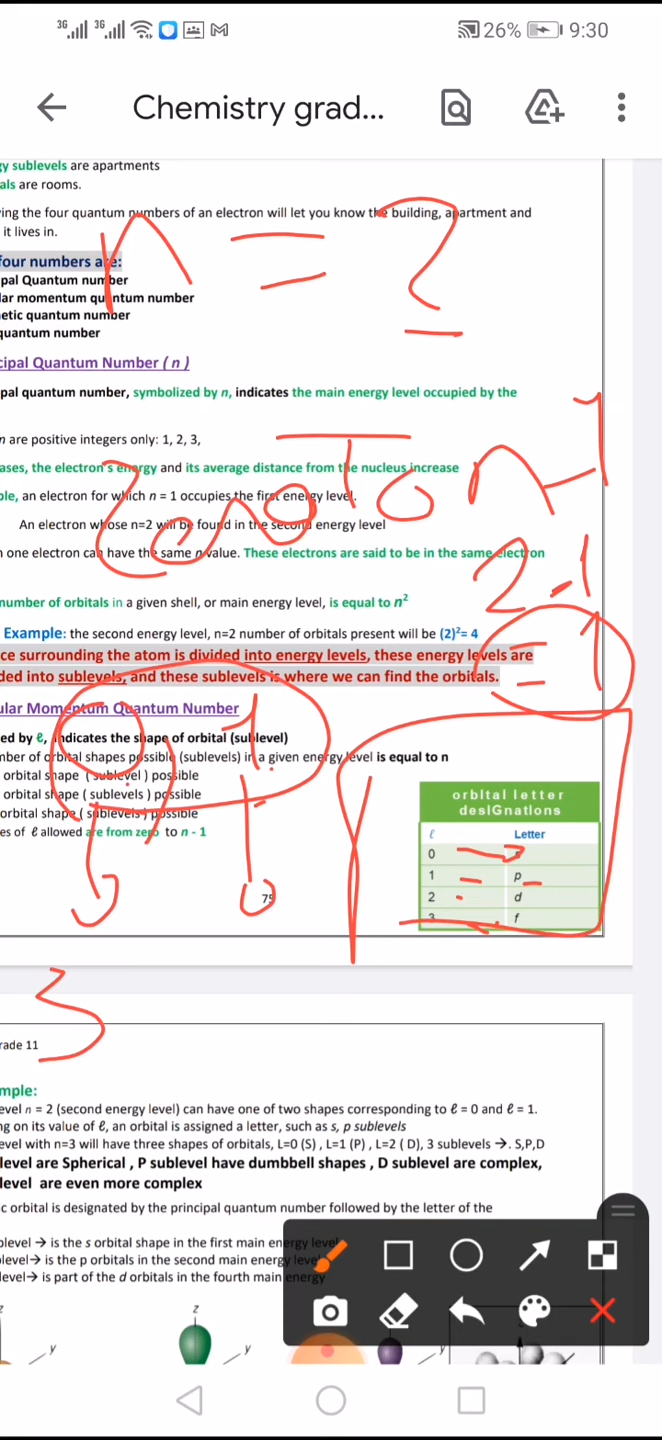 3G 3G 26% 9:30
Chemistry grad...
gy sublevels are apartments
als are rooms.
ing the four quantum numbers of an electron will let you know the building, apartment and
it lives in.
four numbers are:
pal Quantum number
lar momentum quantum number
etic quantum number
quantum number
n = 2
cipal Quantum Number ( n )
pal quantum number, symbolized by n, indicates the main energy level occupied by the
n are positive integers only: 1, 2, 3,
ases, the electron's energy and its average distance from the nucleus increase
zero To n-1
ple, an electron for which n = 1 occupies the first energy level.
An electron whose n=2 will be found in the second energy level
n one electron can have the same n value. These electrons are said to be in the same electron
2-1
number of orbitals in a given shell, or main energy level, is equal to n²
Example: the second energy level, n=2 number of orbitals present will be (2)²= 4
= 1
ce surrounding the atom is divided into energy levels, these energy levels are
ded into sublevels, and these sublevels is where we can find the orbitals.
ular Momentum Quantum Number
0 1
ed by ℓ, indicates the shape of orbital (sublevel)
mber of orbital shapes possible (sublevels) in a given energy level is equal to n
orbital shape ( sublevel ) possible
orbital shape ( sublevels ) possible
orbital shape ( sublevels ) possible
es of ℓ allowed are from zero to n - 1
orbital letter
desiGnations
ℓ Letter
0
1 p
2 d
3 f
75
3
rade 11
mple:
evel n = 2 (second energy level) can have one of two shapes corresponding to ℓ = 0 and ℓ = 1.
ng on its value of ℓ, an orbital is assigned a letter, such as s, p sublevels
evel with n=3 will have three shapes of orbitals, L=0 (S) , L=1 (P) , L=2 ( D), 3 sublevels →. S,P,D
level are Spherical , P sublevel have dumbbell shapes , D sublevel are complex,
level are even more complex
c orbital is designated by the principal quantum number followed by the letter of the
blevel → is the s orbital shape in the first main energy level
level→ is the p orbitals in the second main energy level
level→ is part of the d orbitals in the fourth main energy
z
y
z
y
y